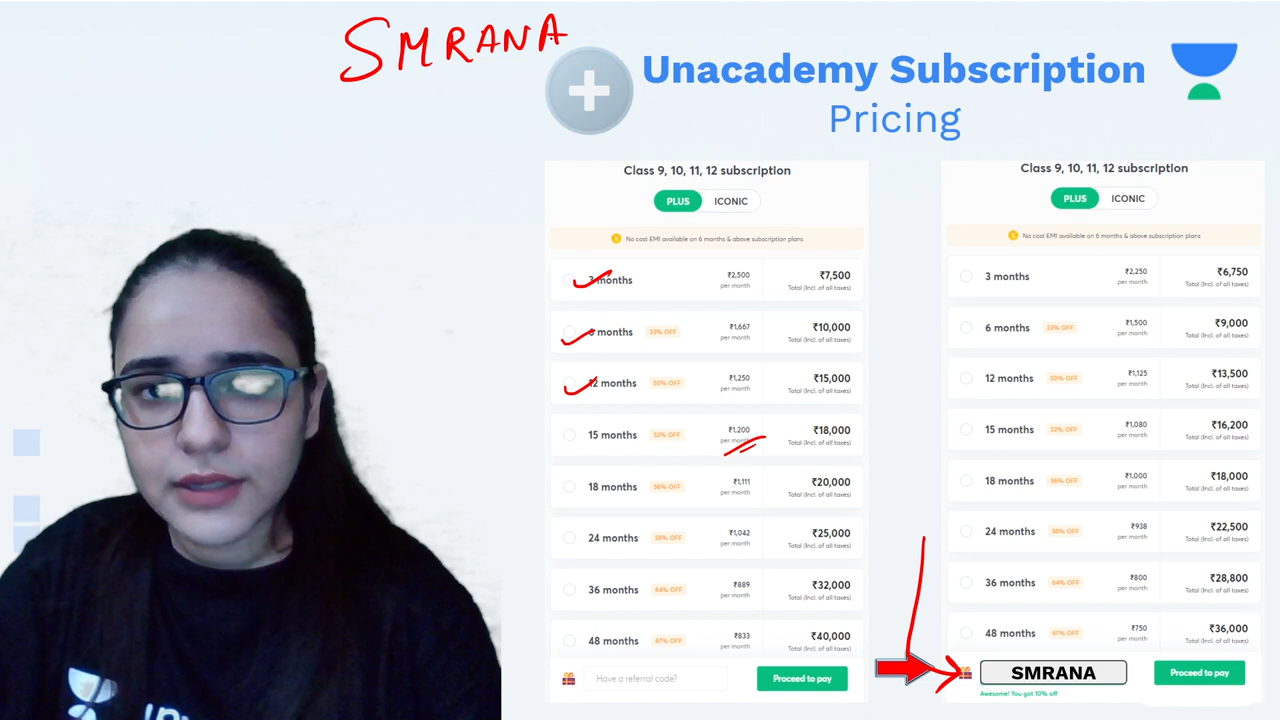 SMRANA
Unacademy Subscription
Pricing
Class 9, 10, 11, 12 subscription
PLUS ICONIC
No cost EMI available on 6 months & above subscription plans
3 months ₹2,500 per month ₹7,500 Total (Incl. of all taxes)
6 months 33% OFF ₹1,667 per month ₹10,000 Total (Incl. of all taxes)
12 months 50% OFF ₹1,250 per month ₹15,000 Total (Incl. of all taxes)
15 months 52% OFF ₹1,200 per month ₹18,000 Total (Incl. of all taxes)
18 months 56% OFF ₹1,111 per month ₹20,000 Total (Incl. of all taxes)
24 months 58% OFF ₹1,042 per month ₹25,000 Total (Incl. of all taxes)
36 months 64% OFF ₹889 per month ₹32,000 Total (Incl. of all taxes)
48 months 67% OFF ₹833 per month ₹40,000 Total (Incl. of all taxes)
Have a referral code? Proceed to pay
Class 9, 10, 11, 12 subscription
PLUS ICONIC
No cost EMI available on 6 months & above subscription plans
3 months ₹2,250 per month ₹6,750 Total (Incl. of all taxes)
6 months 33% OFF ₹1,500 per month ₹9,000 Total (Incl. of all taxes)
12 months 50% OFF ₹1,125 per month ₹13,500 Total (Incl. of all taxes)
15 months 52% OFF ₹1,080 per month ₹16,200 Total (Incl. of all taxes)
18 months 56% OFF ₹1,000 per month ₹18,000 Total (Incl. of all taxes)
24 months 58% OFF ₹938 per month ₹22,500 Total (Incl. of all taxes)
36 months 64% OFF ₹800 per month ₹28,800 Total (Incl. of all taxes)
48 months 67% OFF ₹750 per month ₹36,000 Total (Incl. of all taxes)
SMRANA Proceed to pay
Awesome! You got 10% off